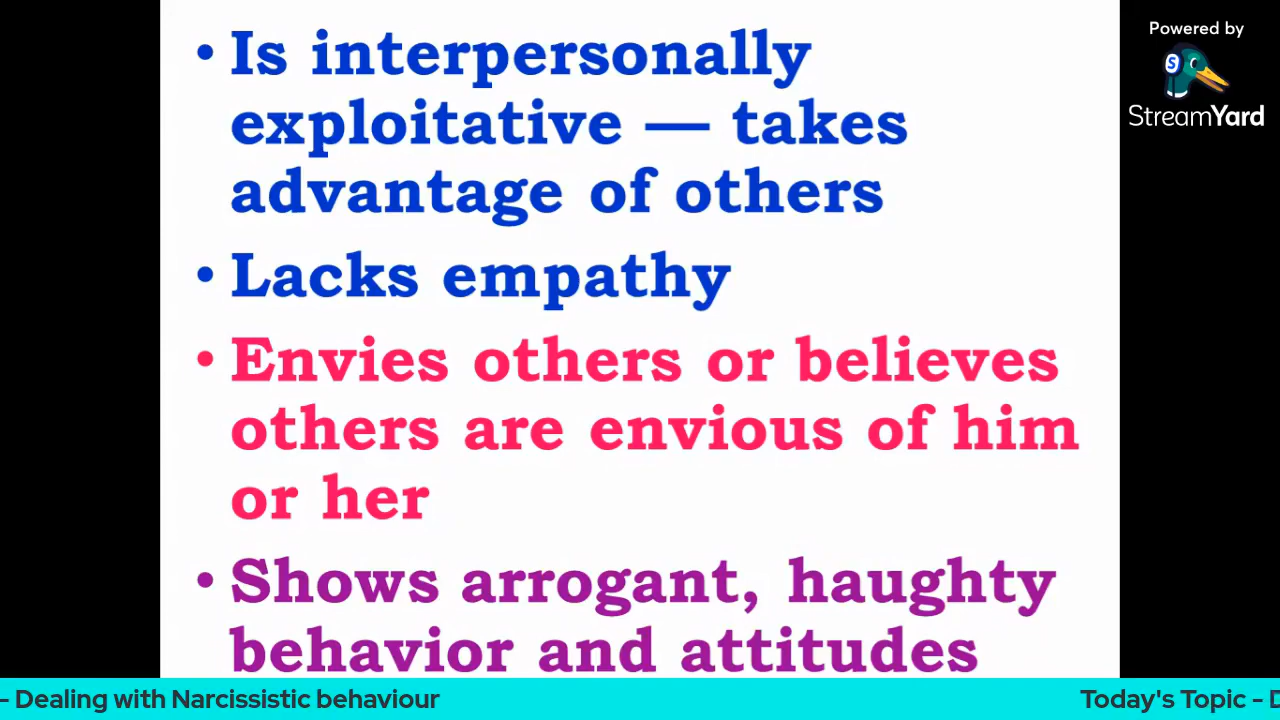 • Is interpersonally
exploitative — takes
advantage of others
• Lacks empathy
• Envies others or believes
others are envious of him
or her
• Shows arrogant, haughty
behavior and attitudes
Powered by
S
StreamYard
– Dealing with Narcissistic behaviour
Today's Topic – D